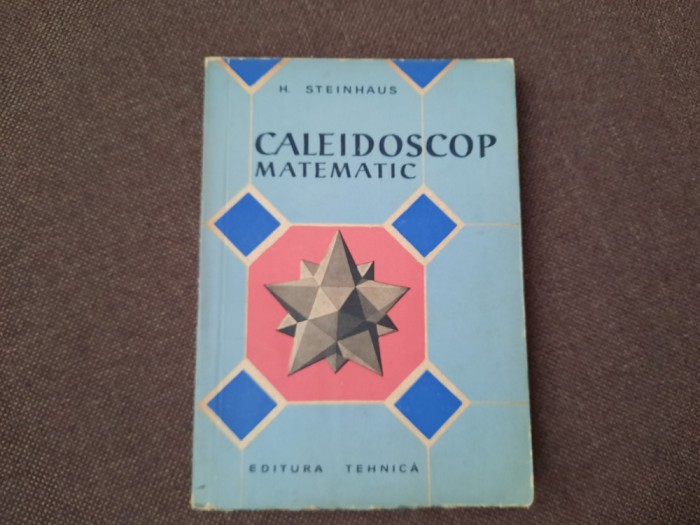 H. STEINHAUS
CALEIDOSCOP
MATEMATIC
EDITURA TEHNICĂ